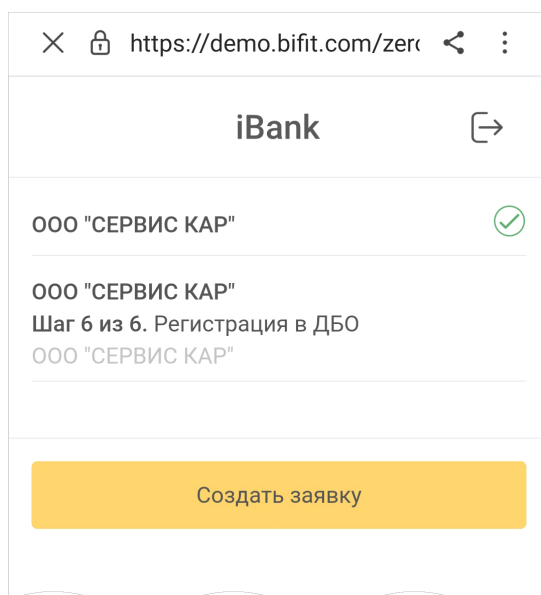 https://demo.bifit.com/zer
iBank
ООО "СЕРВИС КАР"
ООО "СЕРВИС КАР"
Шаг 6 из 6. Регистрация в ДБО
ООО "СЕРВИС КАР"
Создать заявку